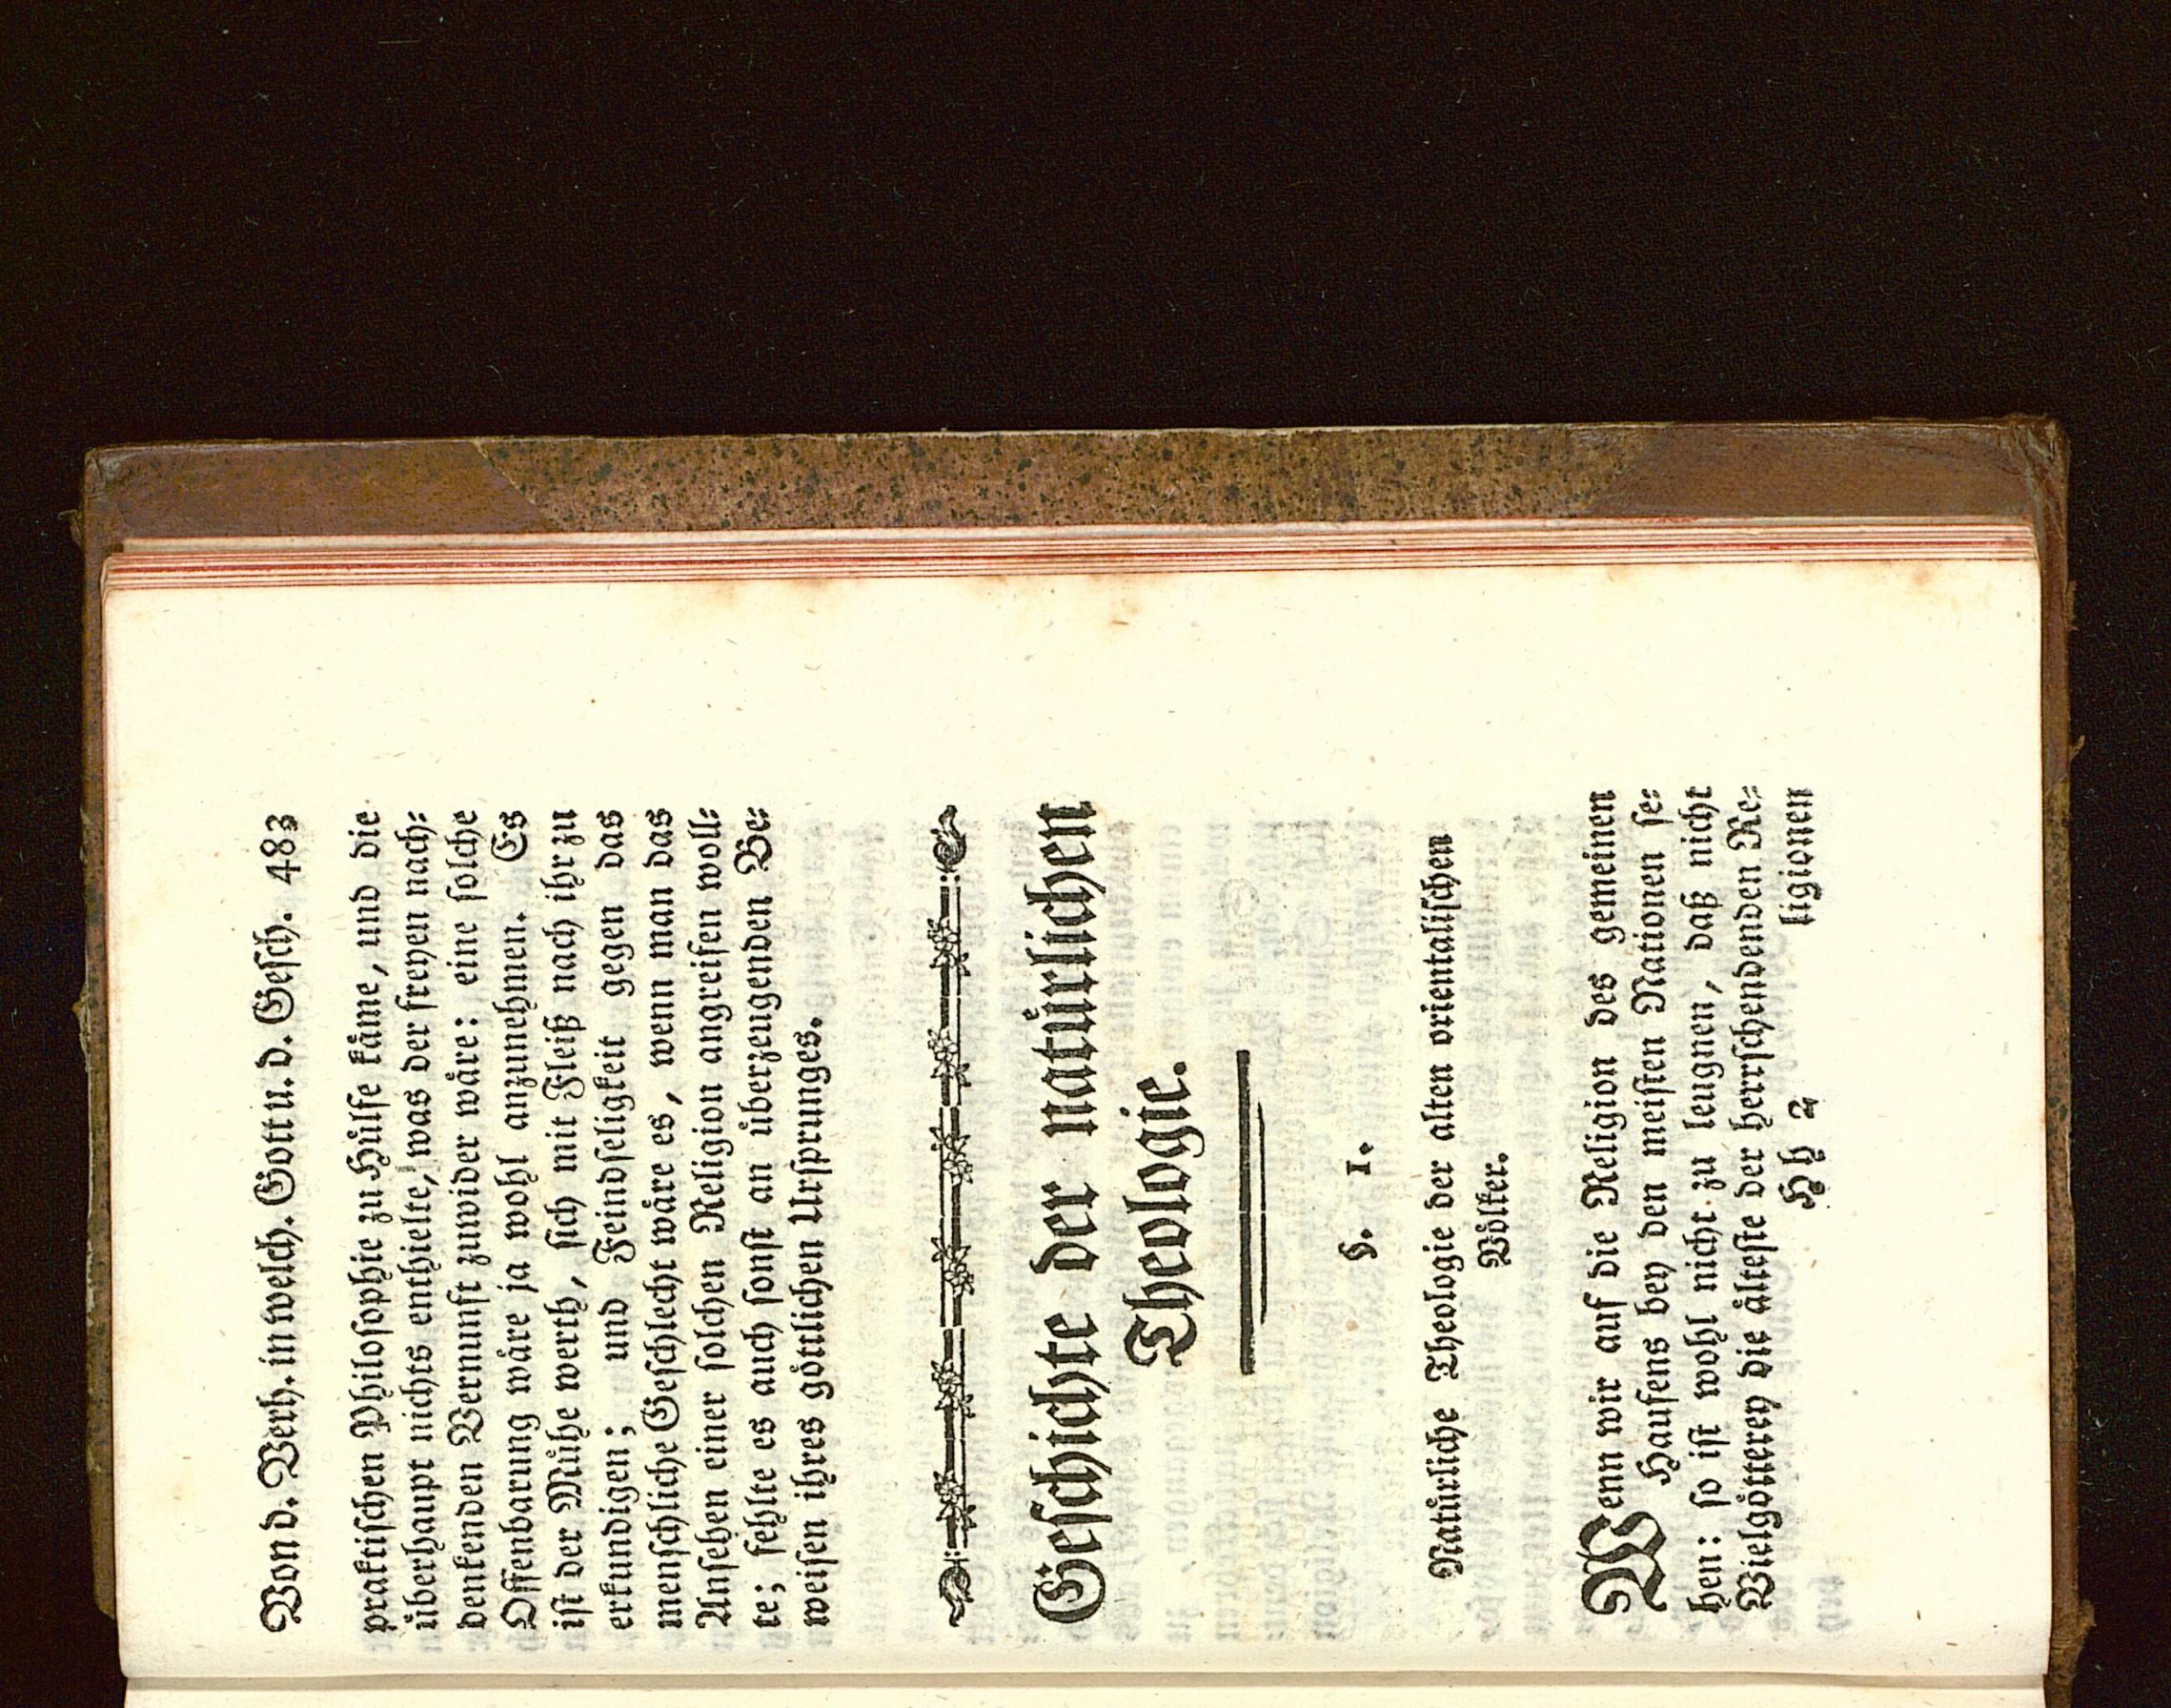 Von d. Verh. in welch. Gott u. d. Gesch. 483
praktischen Philosophie zu Hülfe käme, und die
überhaupt nichts enthielte, was der freyen nach⸗
denkenden Vernunft zuwider wäre: eine solche
Offenbarung wäre ja wohl anzunehmen. Es
ist der Mühe werth, sich mit Fleiß nach ihr zu
erkundigen; und Feindseligkeit gegen das
menschliche Geschlecht wäre es, wenn man das
Ansehen einer solchen Religion angreifen woll⸗
te; fehlte es auch sonst an überzeugenden Be⸗
weisen ihres göttlichen Ursprunges.
Geschichte der natürlichen
Theologie.
§. 1.
Natürliche Theologie der alten orientalischen
Völker.
Wenn wir auf die Religion des gemeinen
Haufens bey den meisten Nationen se⸗
hen: so ist wohl nicht zu leugnen, daß nicht
Vielgötterey die älteste der herrschendenden Re⸗
Hh 2 ligionen